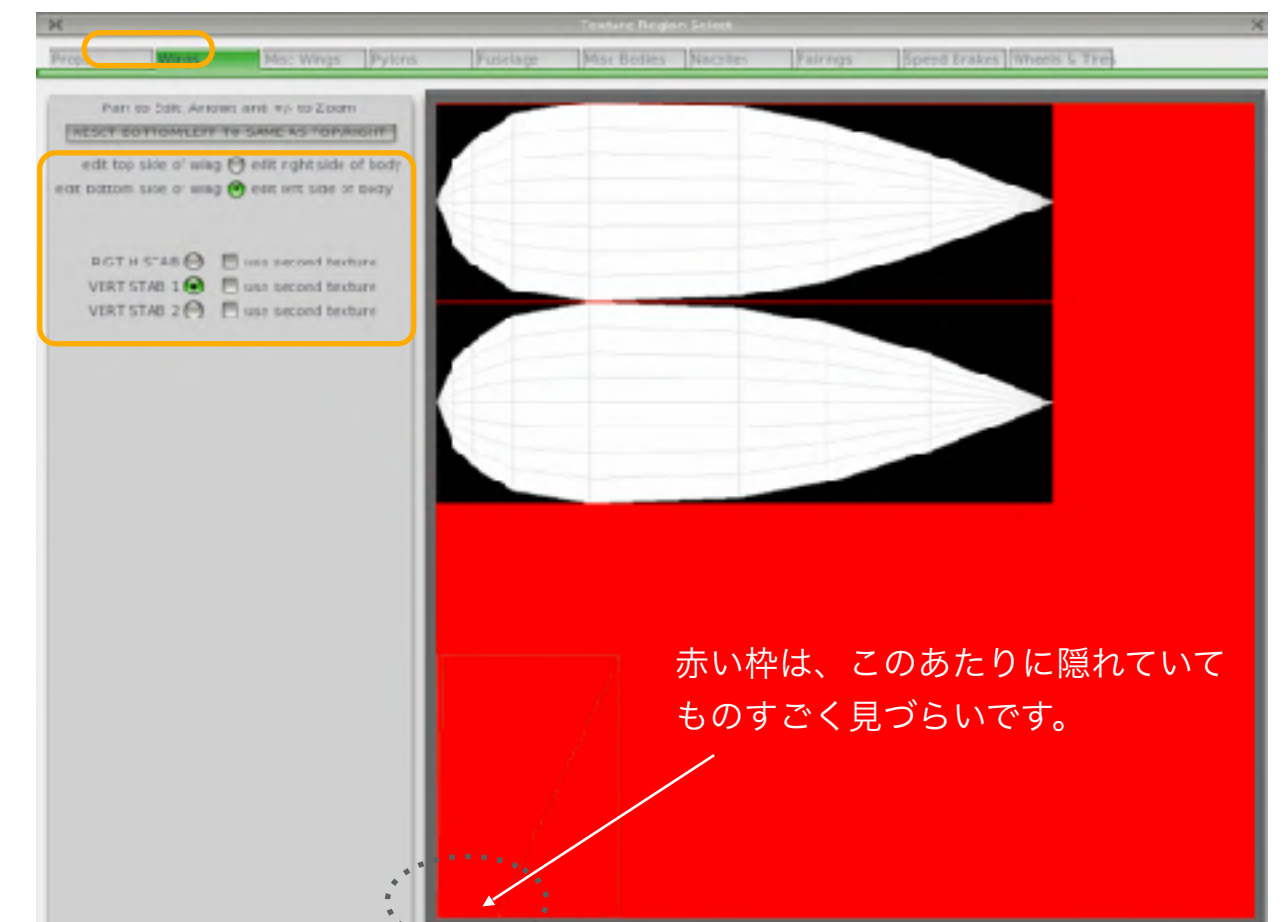 Texture Region Select
Prop Wings Misc Wings Pylons Fuselage Misc Bodies Nacelles Fairings Speed Brakes Wheels & Tires
Part to Edit: Arrows and +/- to Zoom
RESET BOTTOM/LEFT TO SAME AS TOP/RIGHT
edit top side of wing edit right side of body
edit bottom side of wing edit left side of body
RGT H STAB use second texture
VERT STAB 1 use second texture
VERT STAB 2 use second texture
赤い枠は、このあたりに隠れていて
ものすごく見づらいです。